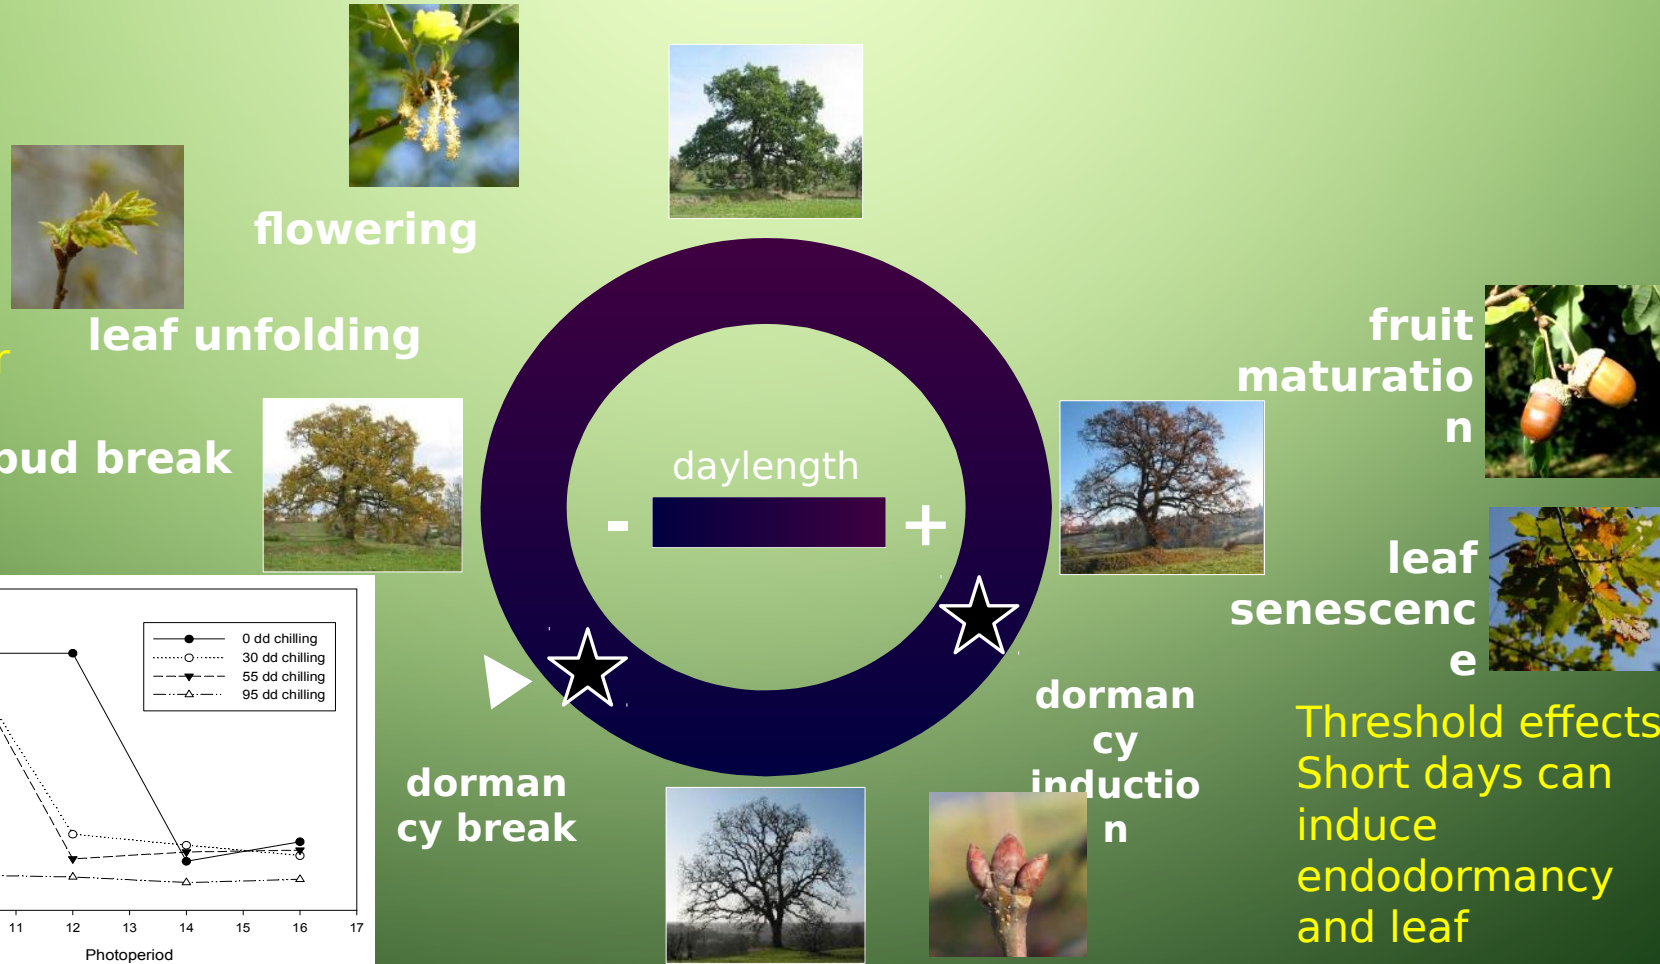 flowering
leaf unfolding
r
bud break
daylength
- +
fruit
maturatio
n
leaf
senescenc
e
dorman
cy
inductio
n
dorman
cy break
Threshold effects
Short days can
induce
endodormancy
and leaf
0 dd chilling
30 dd chilling
55 dd chilling
95 dd chilling
11 12 13 14 15 16 17
Photoperiod